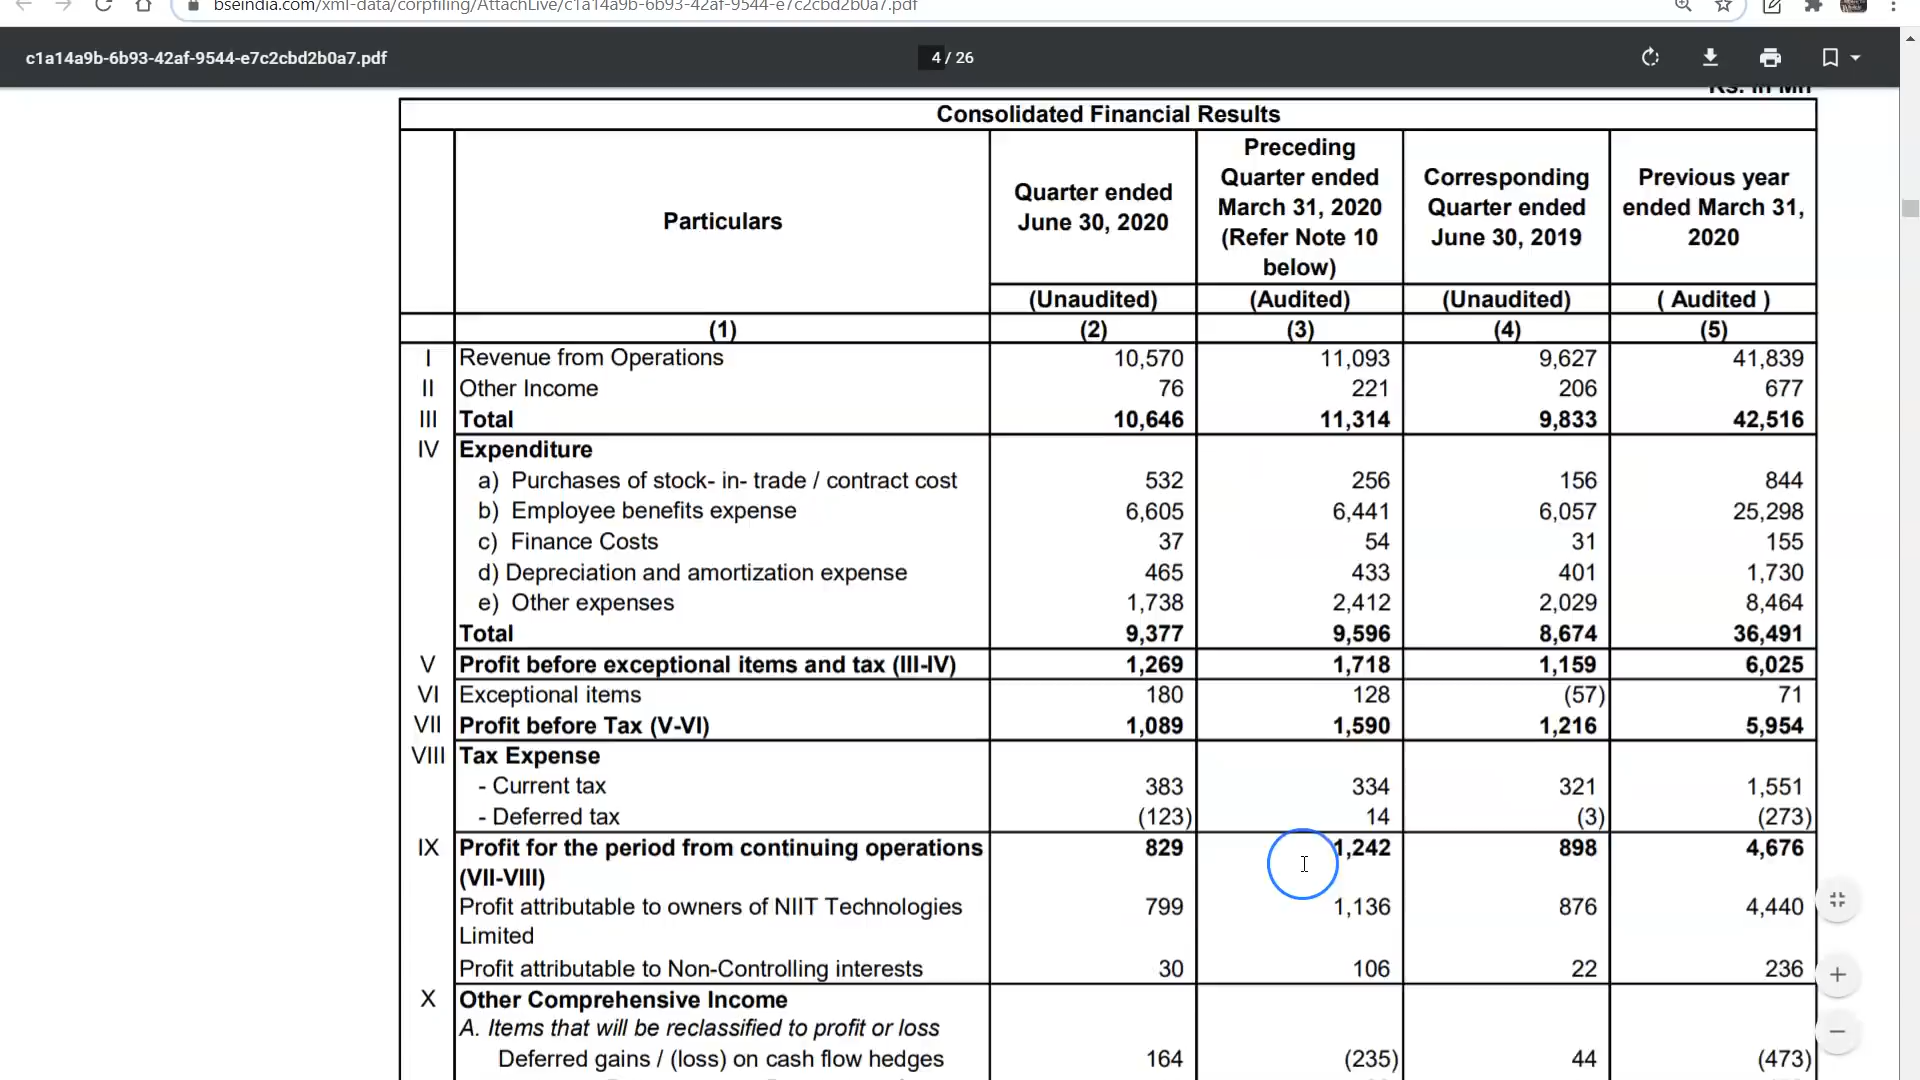 bseindia.com/xml-data/corpfiling/AttachLive/c1a14a9b-6b93-42af-9544-e7c2cbd2b0a7.pdf
c1a14a9b-6b93-42af-9544-e7c2cbd2b0a7.pdf 4 / 26
Rs. in Mn
Consolidated Financial Results
Particulars
Quarter ended
June 30, 2020
Preceding
Quarter ended
March 31, 2020
(Refer Note 10
below)
Corresponding
Quarter ended
June 30, 2019
Previous year
ended March 31,
2020
(Unaudited) (Audited) (Unaudited) ( Audited )
(1) (2) (3) (4) (5)
I Revenue from Operations 10,570 11,093 9,627 41,839
II Other Income 76 221 206 677
III Total 10,646 11,314 9,833 42,516
IV Expenditure
a) Purchases of stock- in- trade / contract cost 532 256 156 844
b) Employee benefits expense 6,605 6,441 6,057 25,298
c) Finance Costs 37 54 31 155
d) Depreciation and amortization expense 465 433 401 1,730
e) Other expenses 1,738 2,412 2,029 8,464
Total 9,377 9,596 8,674 36,491
V Profit before exceptional items and tax (III-IV) 1,269 1,718 1,159 6,025
VI Exceptional items 180 128 (57) 71
VII Profit before Tax (V-VI) 1,089 1,590 1,216 5,954
VIII Tax Expense
- Current tax 383 334 321 1,551
- Deferred tax (123) 14 (3) (273)
IX Profit for the period from continuing operations 829 1,242 898 4,676
(VII-VIII)
Profit attributable to owners of NIIT Technologies 799 1,136 876 4,440
Limited
Profit attributable to Non-Controlling interests 30 106 22 236
X Other Comprehensive Income
A. Items that will be reclassified to profit or loss
Deferred gains / (loss) on cash flow hedges 164 (235) 44 (473)